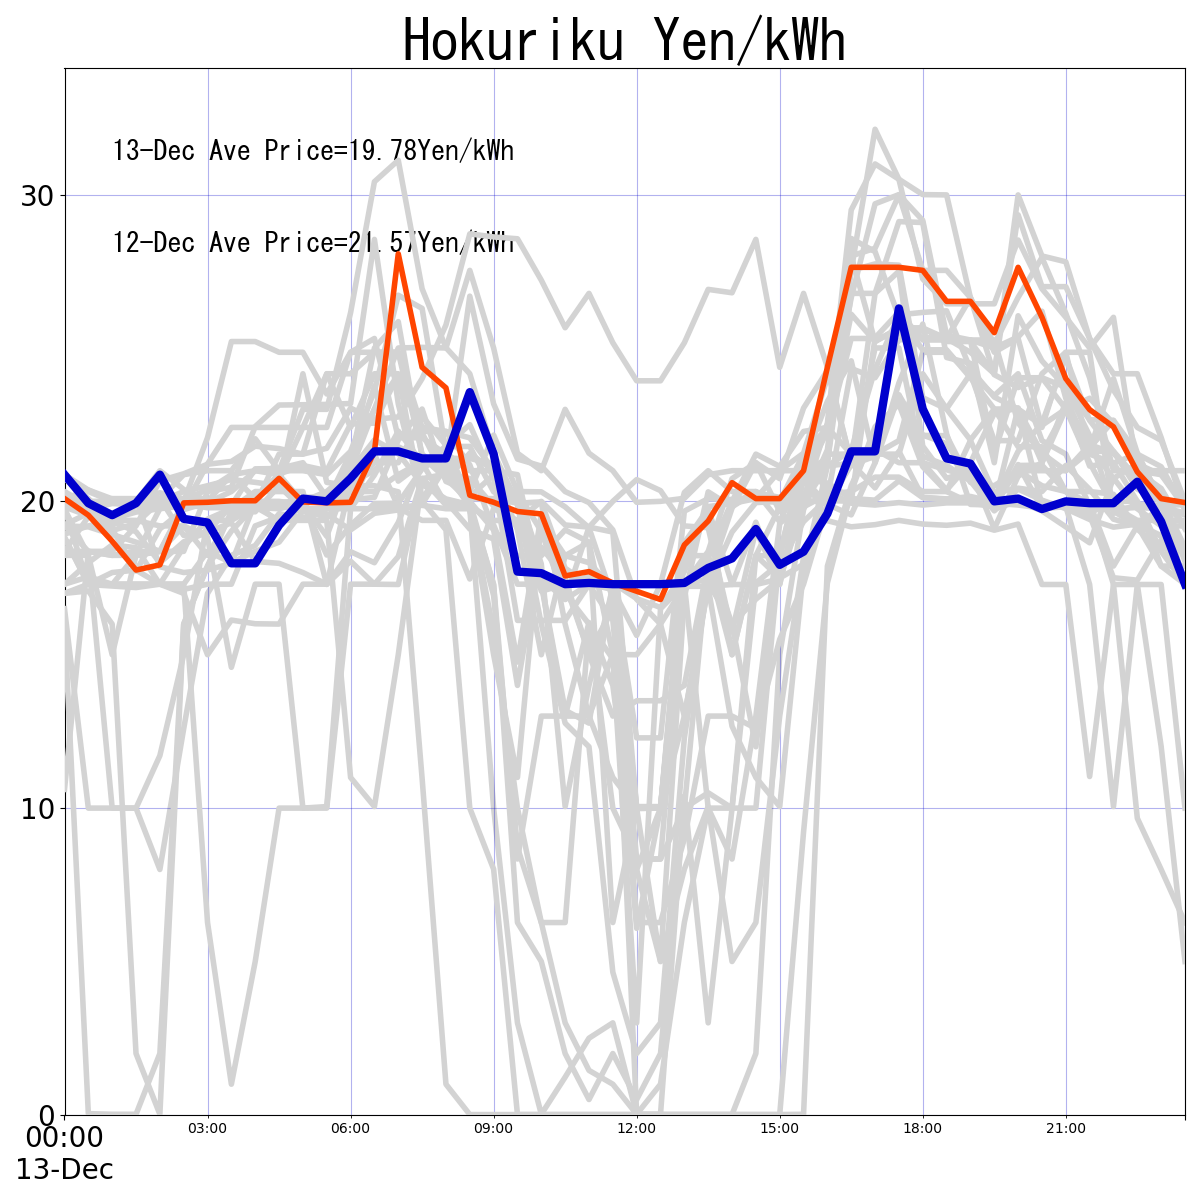 Hokuriku Yen/kWh
13-Dec Ave Price=19.78Yen/kWh
12-Dec Ave Price=21.57Yen/kWh
30
20
10
0
00:00 03:00 06:00 09:00 12:00 15:00 18:00 21:00
13-Dec